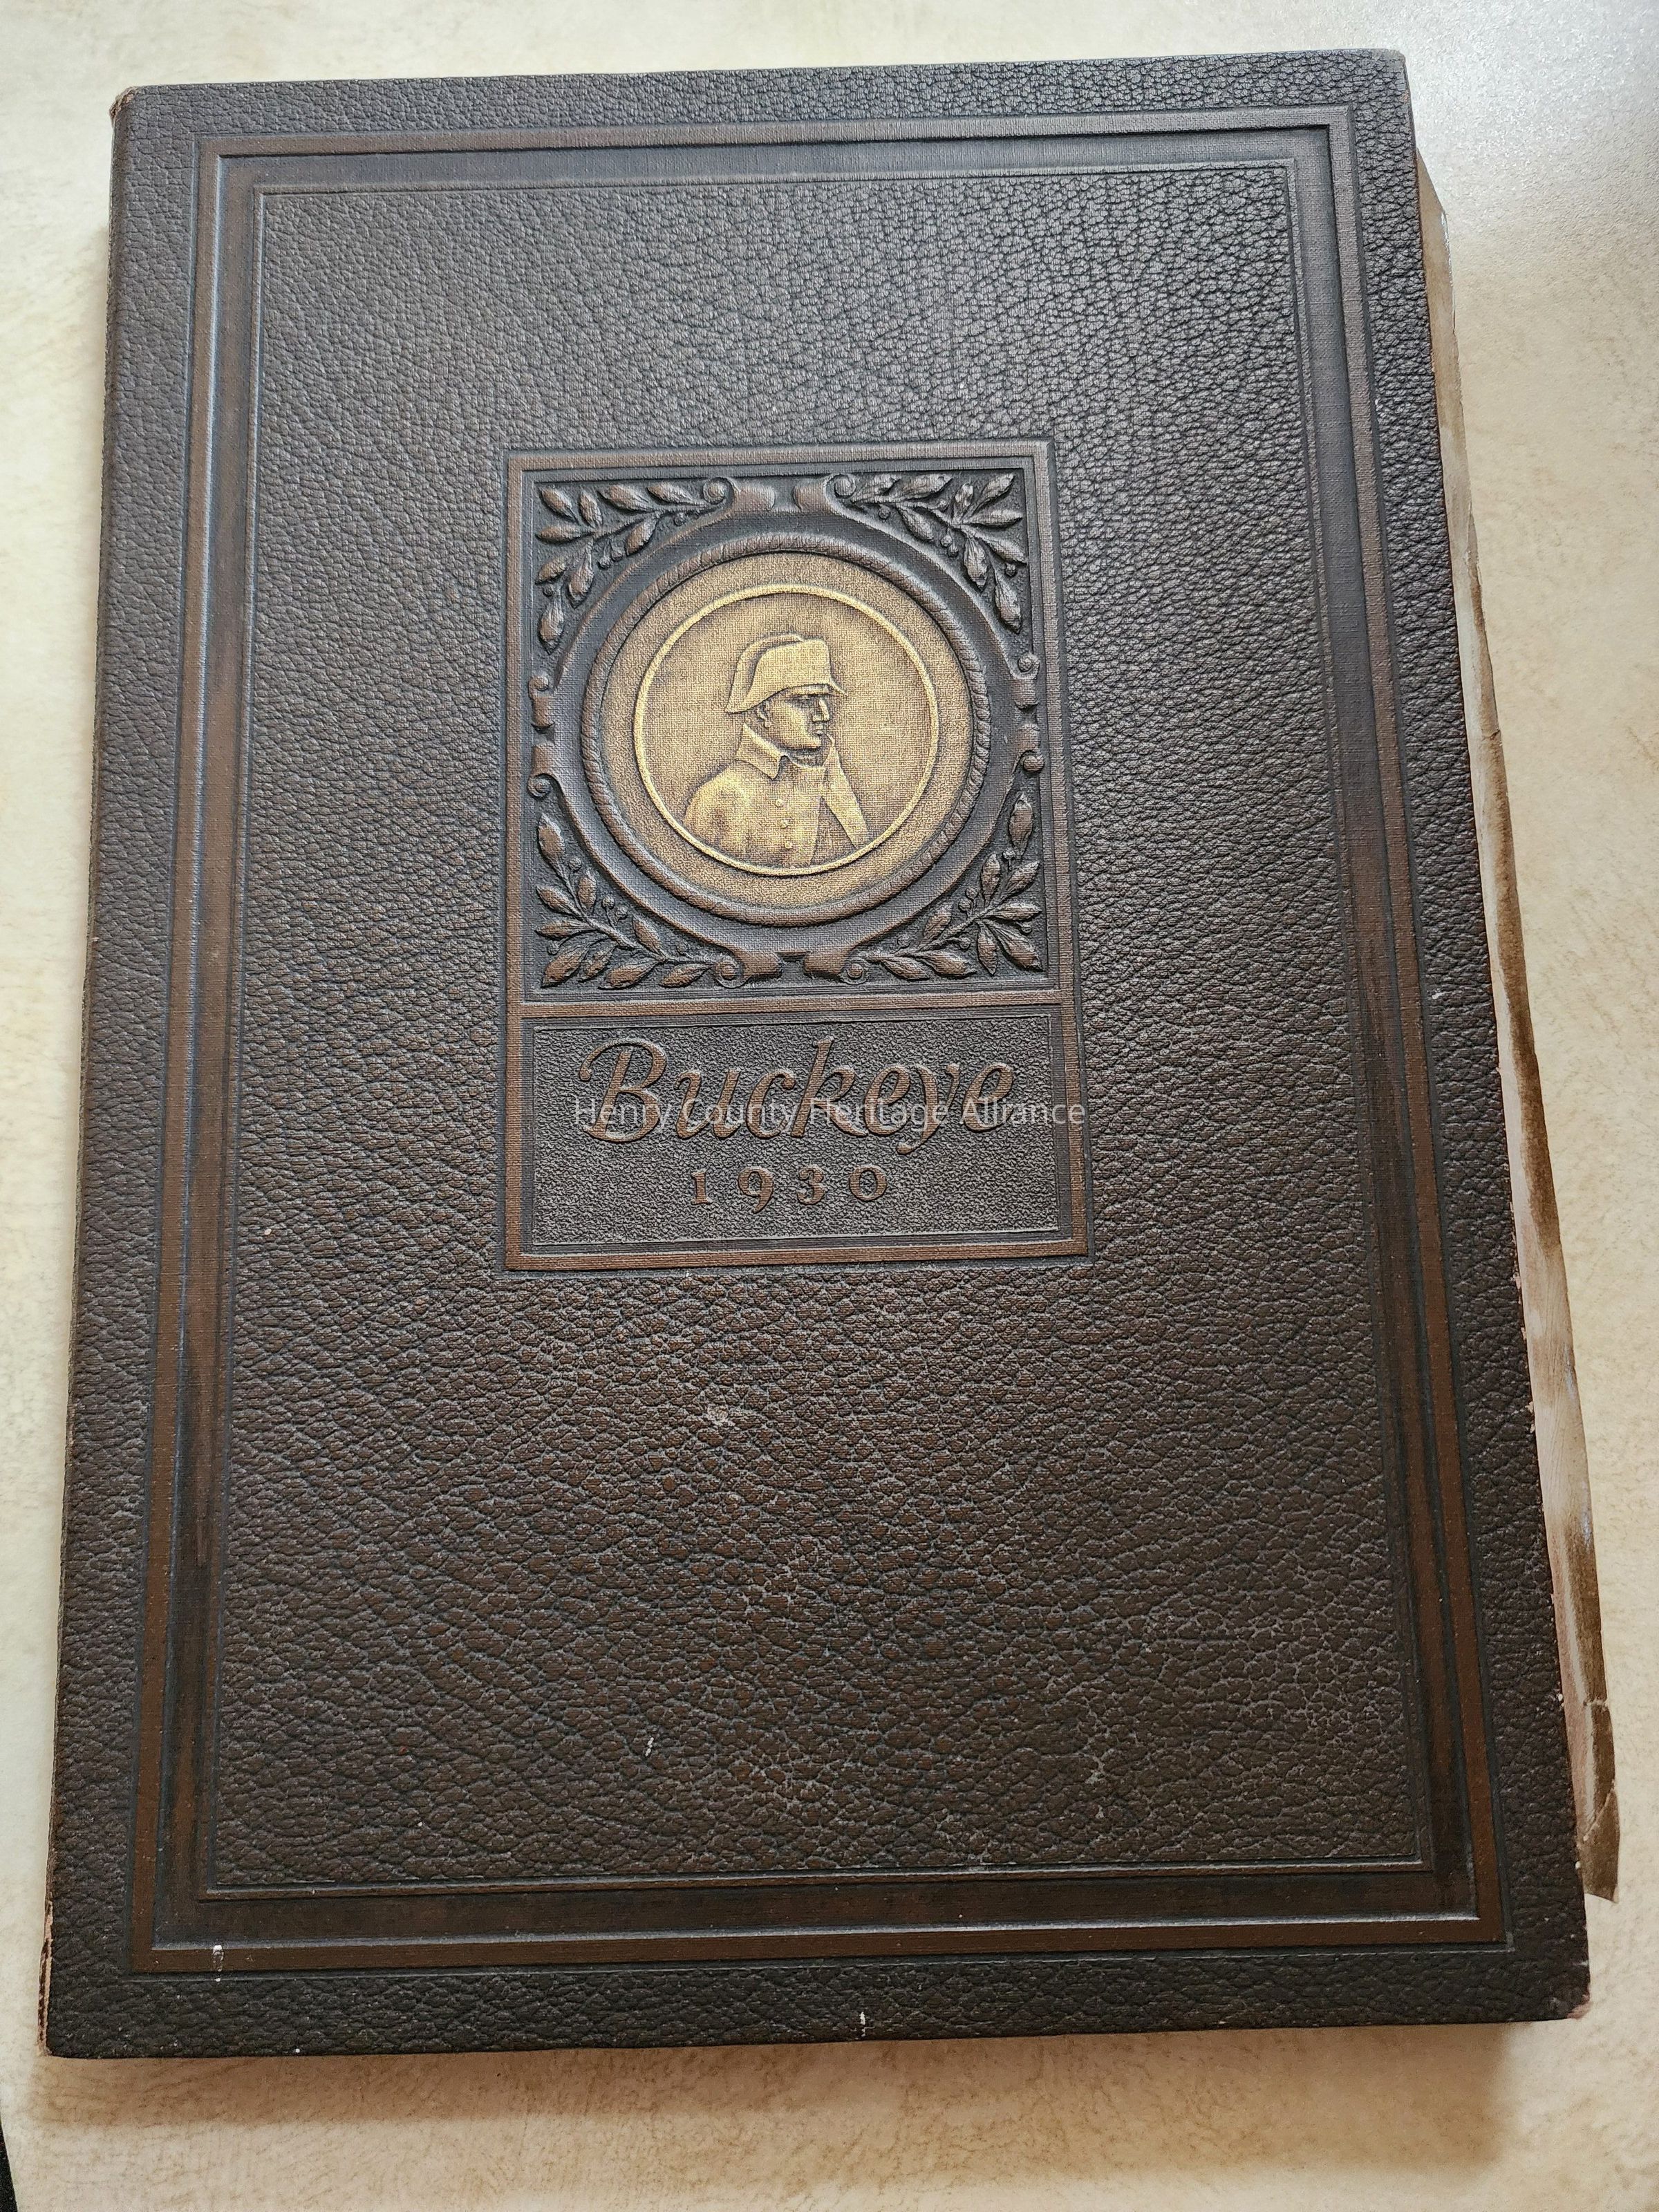 Buckeye
Henry County Heritage Alliance
1930